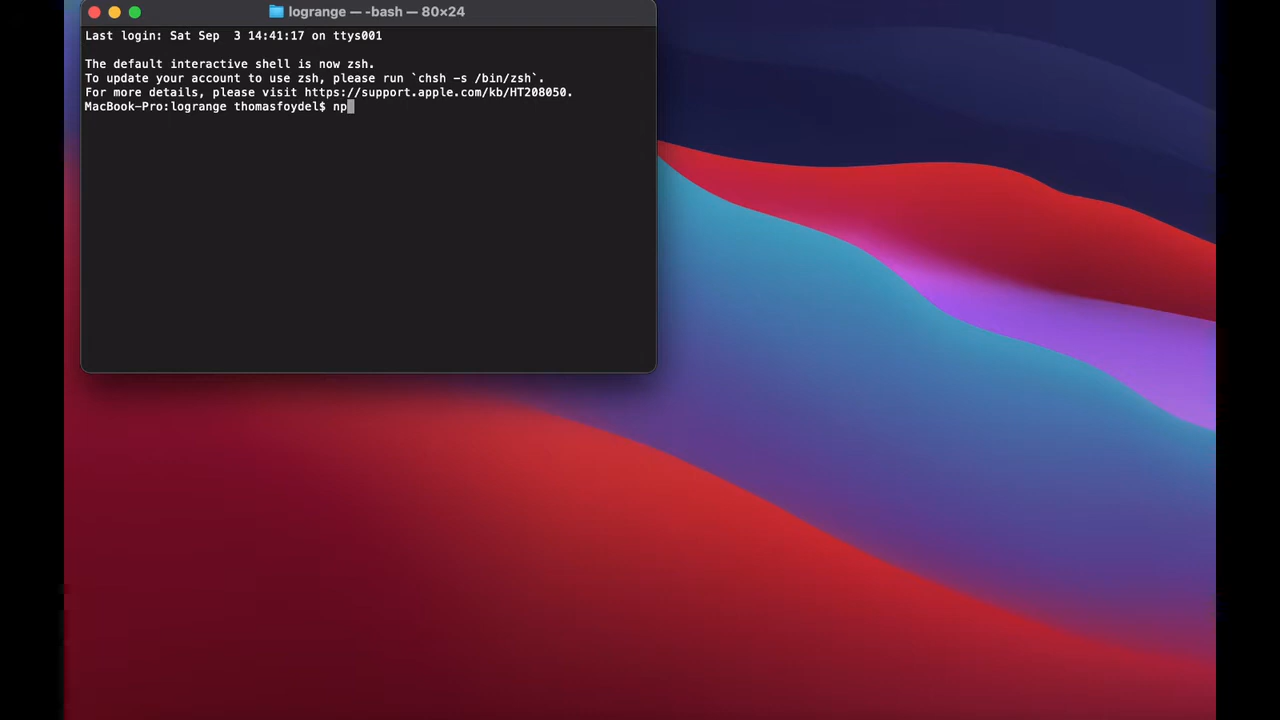 logrange — -bash — 80×24
Last login: Sat Sep  3 14:41:17 on ttys001
The default interactive shell is now zsh.
To update your account to use zsh, please run `chsh -s /bin/zsh`.
For more details, please visit https://support.apple.com/kb/HT208050.
MacBook-Pro:logrange thomasfoydel$ np